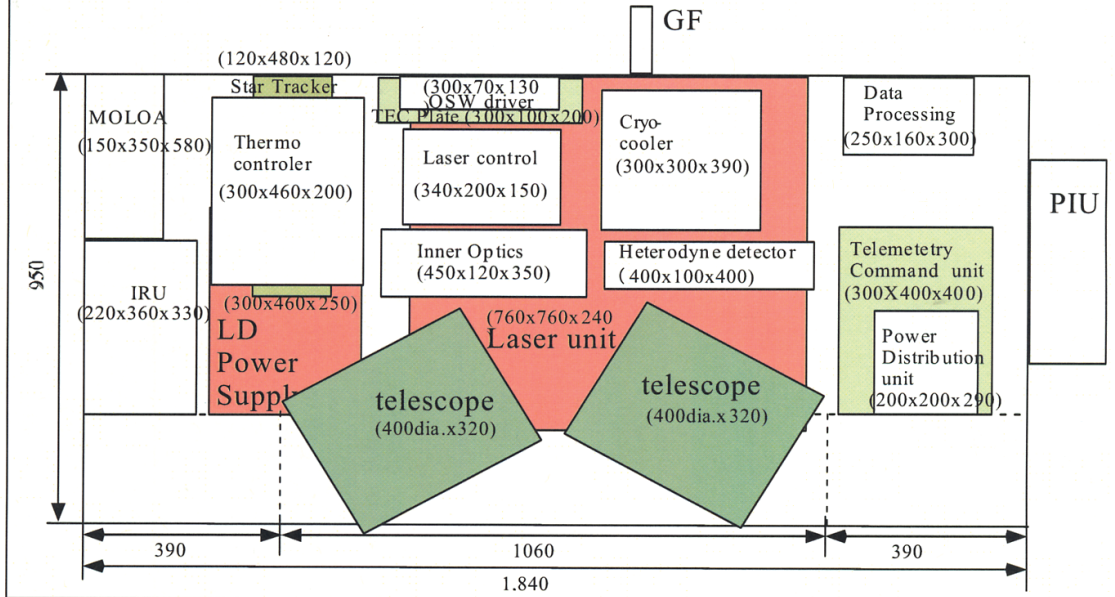 GF
(120x480x120)
Star Tracker
MOLOA
(150x350x580)
Thermo
controler
(300x460x200)
(300x70x130
)OSW driver
TEC Plate (300x100x200)
Laser control
(340x200x150)
Cryo-
cooler
(300x300x390)
Data
Processing
(250x160x300)
PIU
950
Inner Optics
(450x120x350)
Heterodyne detector
(400x100x400)
Telemetetry
Command unit
(300X400x400)
IRU
(220x360x330)
(300x460x250)
LD
Power
Supply
(760x760x240
Laser unit
Power
Distribution
unit
(200x200x290)
telescope
(400dia.x320)
telescope
(400dia.x320)
390
1060
390
1.840